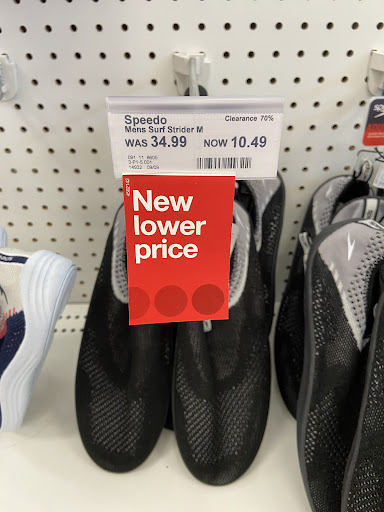 Speedo
Clearance 70%
Mens Surf Strider M
WAS 34.99 NOW 10.49
New
lower
price